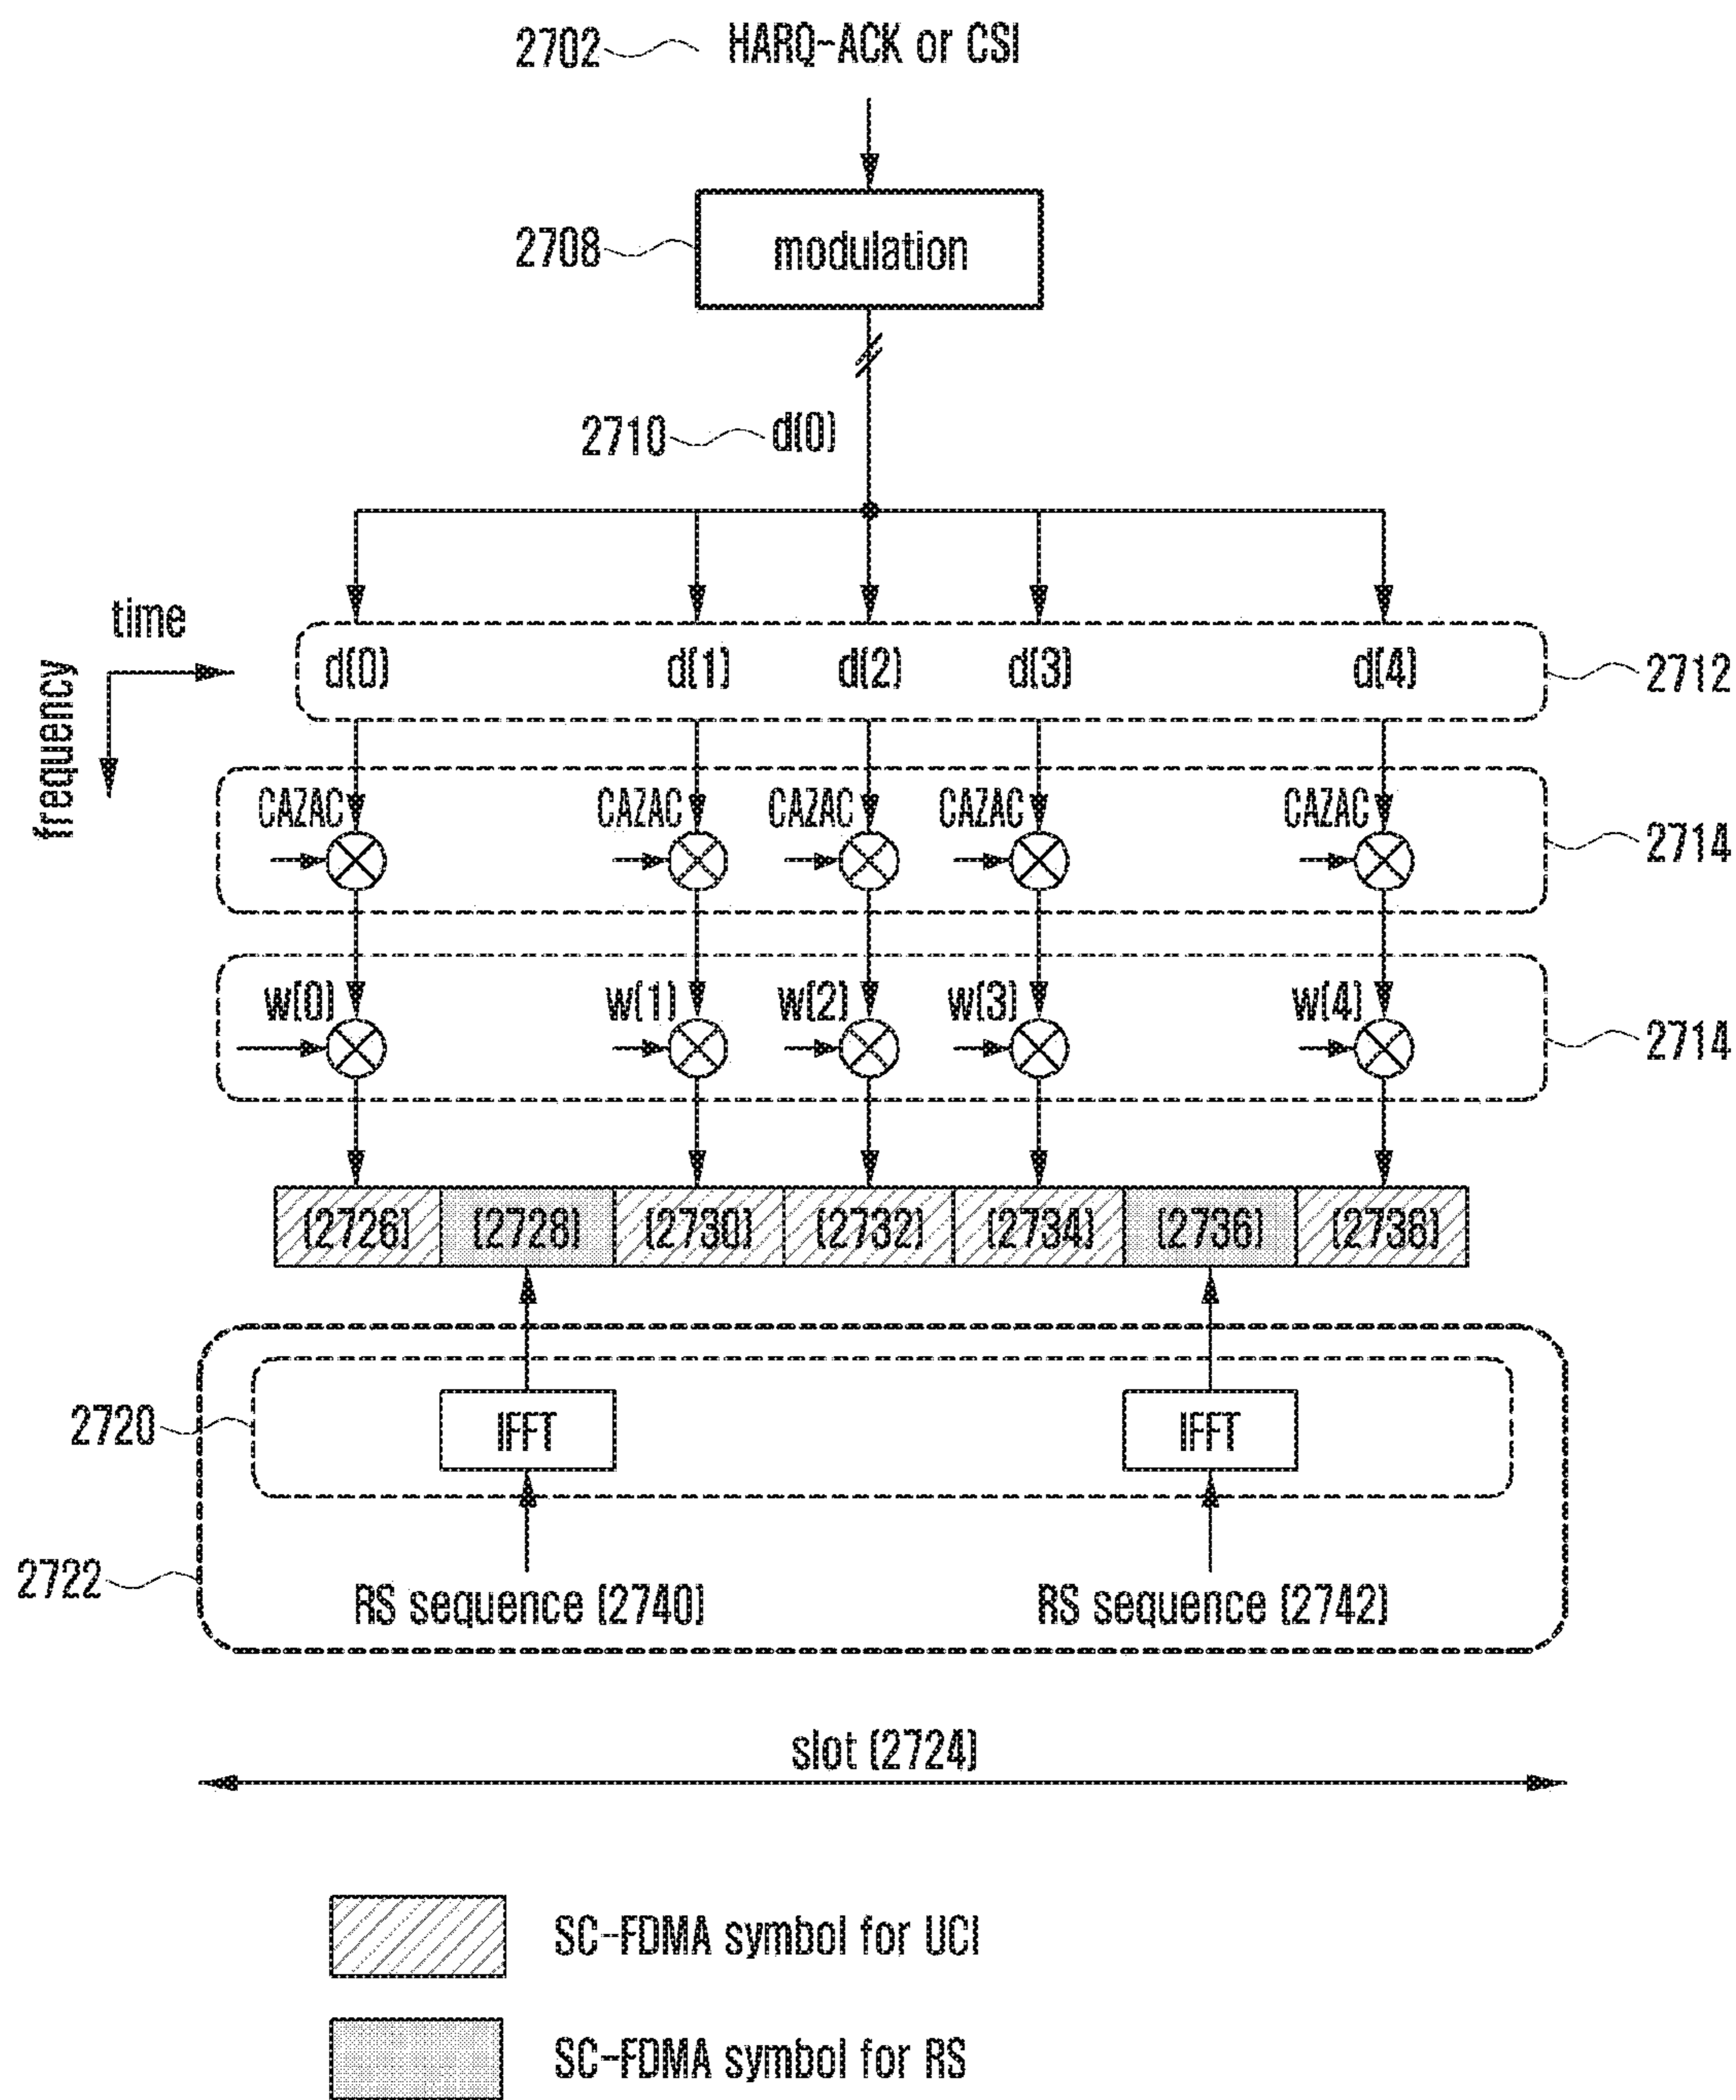 2702 HARQ-ACK or CSI
2708 modulation
2710 d(0)
time
frequency
d(0) d(1) d(2) d(3) d(4) 2712
CAZAC CAZAC CAZAC CAZAC CAZAC 2714
w(0) w(1) w(2) w(3) w(4) 2714
(2726) (2728) (2730) (2732) (2734) (2736) (2738)
2720 IFFT IFFT
2722
RS sequence (2740) RS sequence (2742)
slot (2724)
SC-FDMA symbol for UCI
SC-FDMA symbol for RS